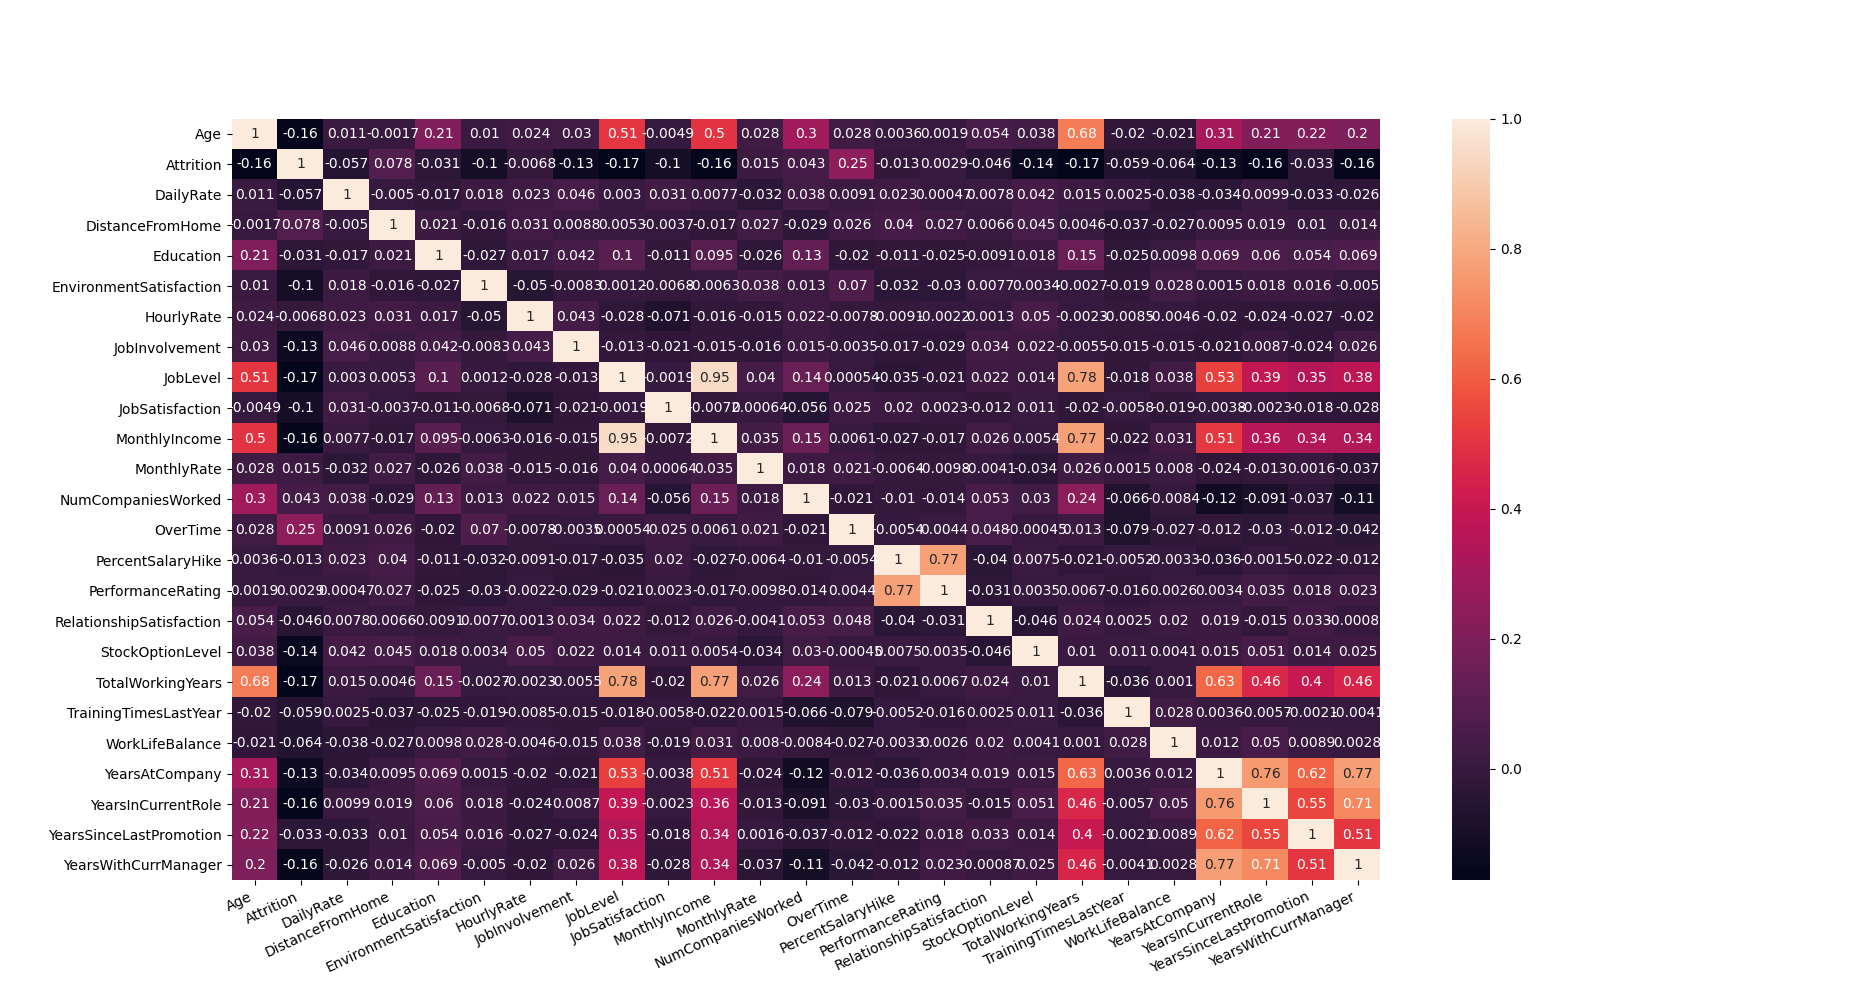 Age 1 -0.16 0.011 -0.0017 0.21 0.01 0.024 0.03 0.51 -0.0049 0.5 0.028 0.3 0.028 0.0036 0.0019 0.054 0.038 0.68 -0.02 -0.021 0.31 0.21 0.22 0.2 1.0
Attrition -0.16 1 -0.057 0.078 -0.031 -0.1 -0.0068 -0.13 -0.17 -0.1 -0.16 0.015 0.043 0.25 -0.013 0.0029 -0.046 -0.14 -0.17 -0.059 -0.064 -0.13 -0.16 -0.033 -0.16
DailyRate 0.011 -0.057 1 -0.005 -0.017 0.018 0.023 0.046 0.003 0.031 0.0077 -0.032 0.038 0.0091 0.023 0.00047 0.0078 0.042 0.015 0.0025 -0.038 -0.034 0.0099 -0.033 -0.026
DistanceFromHome -0.0017 0.078 -0.005 1 0.021 -0.016 0.031 0.0088 0.0053 -0.0037 -0.017 0.027 -0.029 0.026 0.04 0.027 0.0066 0.045 0.0046 -0.037 -0.027 0.0095 0.019 0.01 0.014
Education 0.21 -0.031 -0.017 0.021 1 -0.027 0.017 0.042 0.1 -0.011 0.095 -0.026 0.13 -0.02 -0.011 -0.025 -0.0091 0.018 0.15 -0.025 0.0098 0.069 0.06 0.054 0.069 0.8
EnvironmentSatisfaction 0.01 -0.1 0.018 -0.016 -0.027 1 -0.05 -0.0083 0.0012 -0.0068 -0.0063 0.038 0.013 0.07 -0.032 -0.03 0.0077 0.0034 -0.0027 -0.019 0.028 0.0015 0.018 0.016 -0.005
HourlyRate 0.024 -0.0068 0.023 0.031 0.017 -0.05 1 0.043 -0.028 -0.071 -0.016 -0.015 0.022 -0.0078 -0.0091 -0.0022 0.0013 0.05 -0.0023 -0.0085 -0.0046 -0.02 -0.024 -0.027 -0.02
JobInvolvement 0.03 -0.13 0.046 0.0088 0.042 -0.0083 0.043 1 -0.013 -0.021 -0.015 -0.016 0.015 -0.0035 -0.017 -0.029 0.034 0.022 -0.0055 -0.015 -0.015 -0.021 0.0087 -0.024 0.026
JobLevel 0.51 -0.17 0.003 0.0053 0.1 0.0012 -0.028 -0.013 1 -0.0019 0.95 0.04 0.14 0.00054 -0.035 -0.021 0.022 0.014 0.78 -0.018 0.038 0.53 0.39 0.35 0.38 0.6
JobSatisfaction -0.0049 -0.1 0.031 -0.0037 -0.011 -0.0068 -0.071 -0.021 -0.0019 1 -0.0072 0.00064 -0.056 0.025 0.02 0.0023 -0.012 0.011 -0.02 -0.0058 -0.019 -0.0038 -0.0023 -0.018 -0.028
MonthlyIncome 0.5 -0.16 0.0077 -0.017 0.095 -0.0063 -0.016 -0.015 0.95 -0.0072 1 0.035 0.15 0.0061 -0.027 -0.017 0.026 0.0054 0.77 -0.022 0.031 0.51 0.36 0.34 0.34
MonthlyRate 0.028 0.015 -0.032 0.027 -0.026 0.038 -0.015 -0.016 0.04 0.00064 0.035 1 0.018 0.021 -0.0064 -0.0098 -0.0041 -0.034 0.026 0.0015 0.008 -0.024 -0.013 0.0016 -0.037
NumCompaniesWorked 0.3 0.043 0.038 -0.029 0.13 0.013 0.022 0.015 0.14 -0.056 0.15 0.018 1 -0.021 -0.01 -0.014 0.053 0.03 0.24 -0.066 -0.0084 -0.12 -0.091 -0.037 -0.11 0.4
OverTime 0.028 0.25 0.0091 0.026 -0.02 0.07 -0.0078 -0.0035 0.00054 0.025 0.0061 0.021 -0.021 1 -0.0054 0.0044 0.048 -0.00045 0.013 -0.079 -0.027 -0.012 -0.03 -0.012 -0.042
PercentSalaryHike 0.0036 -0.013 0.023 0.04 -0.011 -0.032 -0.0091 -0.017 -0.035 0.02 -0.027 -0.0064 -0.01 -0.0054 1 0.77 -0.04 0.0075 -0.021 -0.0052 -0.0033 -0.036 -0.0015 -0.022 -0.012
PerformanceRating 0.0019 0.0029 0.00047 0.027 -0.025 -0.03 -0.0022 -0.029 -0.021 0.0023 -0.017 -0.0098 -0.014 0.0044 0.77 1 -0.031 0.0035 0.0067 -0.016 0.0026 0.0034 0.035 0.018 0.023
RelationshipSatisfaction 0.054 -0.046 0.0078 0.0066 -0.0091 0.0077 0.0013 0.034 0.022 -0.012 0.026 -0.0041 0.053 0.048 -0.04 -0.031 1 -0.046 0.024 0.0025 0.02 0.019 -0.015 0.033 -0.0008 0.2
StockOptionLevel 0.038 -0.14 0.042 0.045 0.018 0.0034 0.05 0.022 0.014 0.011 0.0054 -0.034 0.03 -0.00045 0.0075 0.0035 -0.046 1 0.01 0.011 0.0041 0.015 0.051 0.014 0.025
TotalWorkingYears 0.68 -0.17 0.015 0.0046 0.15 -0.0027 -0.0023 -0.0055 0.78 -0.02 0.77 0.026 0.24 0.013 -0.021 0.0067 0.024 0.01 1 -0.036 0.001 0.63 0.46 0.4 0.46
TrainingTimesLastYear -0.02 -0.059 0.0025 -0.037 -0.025 -0.019 -0.0085 -0.015 -0.018 -0.0058 -0.022 0.0015 -0.066 -0.079 -0.0052 -0.016 0.0025 0.011 -0.036 1 0.028 0.0036 -0.0057 -0.0021 -0.0041
WorkLifeBalance -0.021 -0.064 -0.038 -0.027 0.0098 0.028 -0.0046 -0.015 0.038 -0.019 0.031 0.008 -0.0084 -0.027 -0.0033 0.0026 0.02 0.0041 0.001 0.028 1 0.012 0.05 0.0089 0.0028
YearsAtCompany 0.31 -0.13 -0.034 0.0095 0.069 0.0015 -0.02 -0.021 0.53 -0.0038 0.51 -0.024 -0.12 -0.012 -0.036 0.0034 0.019 0.015 0.63 0.0036 0.012 1 0.76 0.62 0.77 0.0
YearsInCurrentRole 0.21 -0.16 0.0099 0.019 0.06 0.018 -0.024 0.0087 0.39 -0.0023 0.36 -0.013 -0.091 -0.03 -0.0015 0.035 -0.015 0.051 0.46 -0.0057 0.05 0.76 1 0.55 0.71
YearsSinceLastPromotion 0.22 -0.033 -0.033 0.01 0.054 0.016 -0.027 -0.024 0.35 -0.018 0.34 0.0016 -0.037 -0.012 -0.022 0.018 0.033 0.014 0.4 -0.0021 0.0089 0.62 0.55 1 0.51
YearsWithCurrManager 0.2 -0.16 -0.026 0.014 0.069 -0.005 -0.02 0.026 0.38 -0.028 0.34 -0.037 -0.11 -0.042 -0.012 0.023 -0.00087 0.025 0.46 -0.0041 0.0028 0.77 0.71 0.51 1
Age Attrition DailyRate DistanceFromHome Education EnvironmentSatisfaction HourlyRate JobInvolvement JobLevel JobSatisfaction MonthlyIncome MonthlyRate NumCompaniesWorked OverTime PercentSalaryHike PerformanceRating RelationshipSatisfaction StockOptionLevel TotalWorkingYears TrainingTimesLastYear WorkLifeBalance YearsAtCompany YearsInCurrentRole YearsSinceLastPromotion YearsWithCurrManager